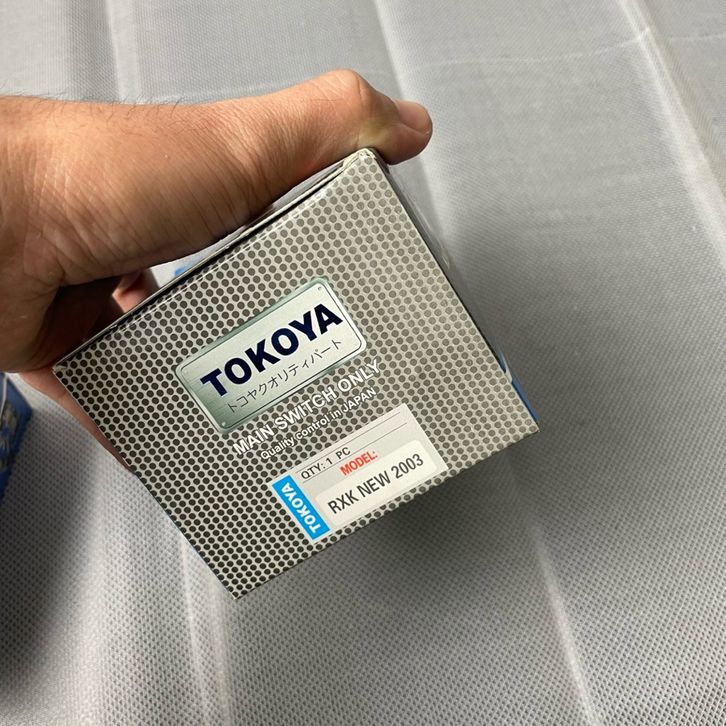 TOKOYA
トコヤクオリティパート
MAIN SWITCH ONLY
Quality control in JAPAN
QTY: 1 PC
MODEL:
RXK NEW 2003
TOKOYA